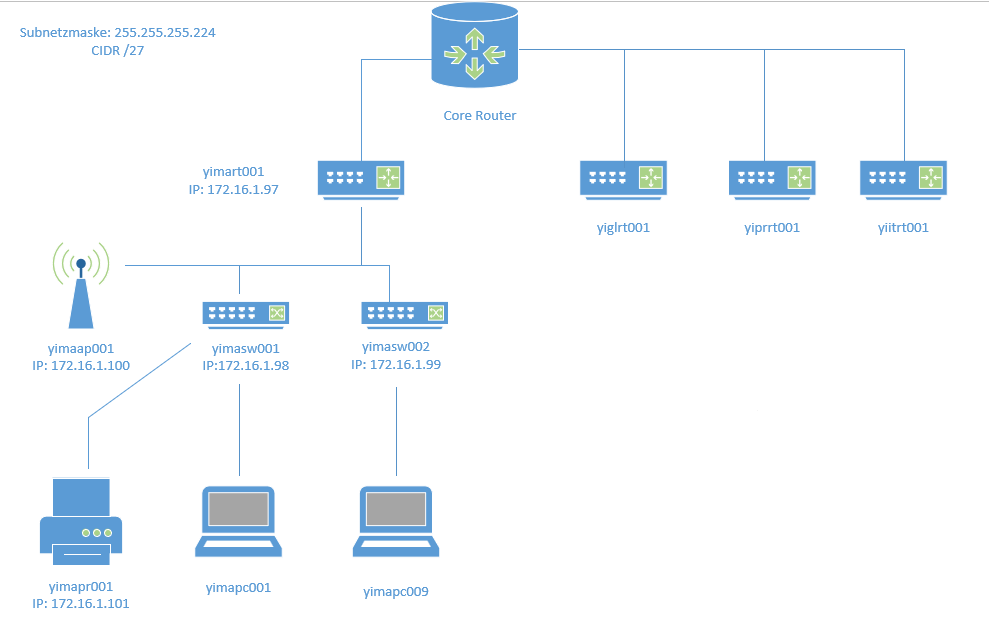 Subnetzmaske: 255.255.255.224
CIDR /27
Core Router
yimart001
IP: 172.16.1.97
yiglrt001
yiprrt001
yiitrt001
yimaap001
IP: 172.16.1.100
yimasw001
IP:172.16.1.98
yimasw002
IP: 172.16.1.99
yimapr001
IP: 172.16.1.101
yimapc001
yimapc009